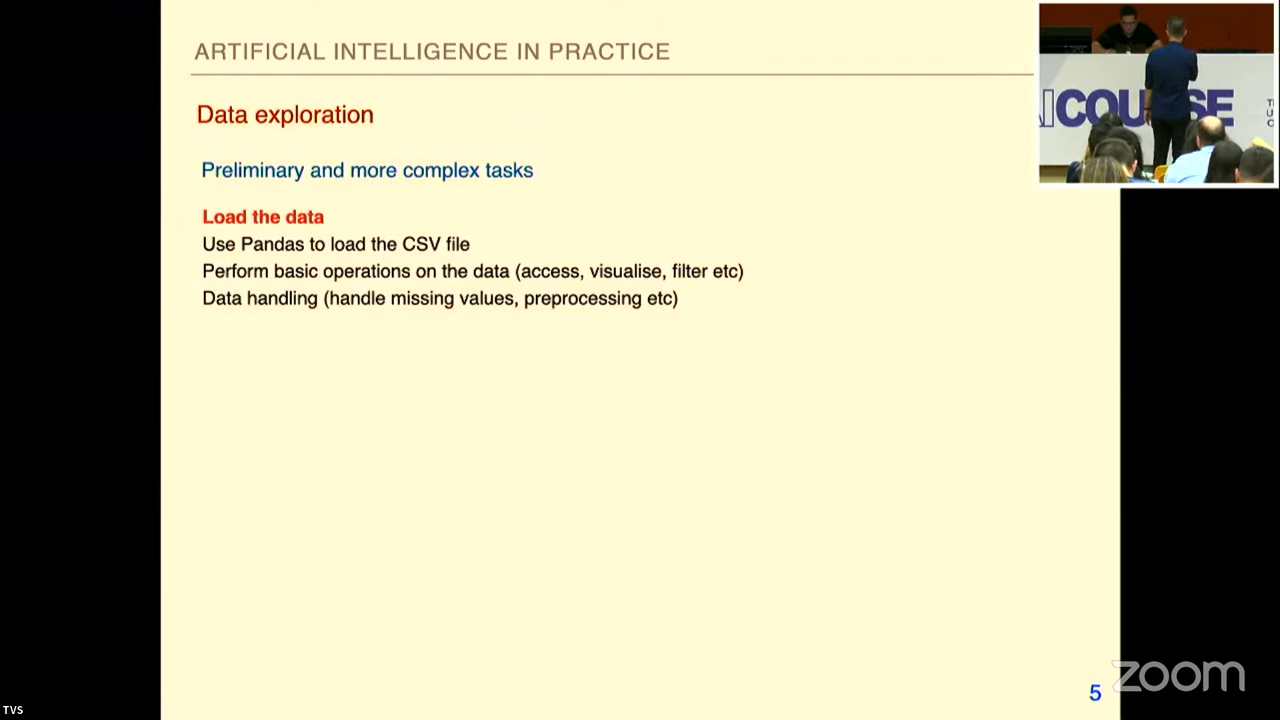 ARTIFICIAL INTELLIGENCE IN PRACTICE
Data exploration
Preliminary and more complex tasks
Load the data
Use Pandas to load the CSV file
Perform basic operations on the data (access, visualise, filter etc)
Data handling (handle missing values, preprocessing etc)
5
zoom
TVS